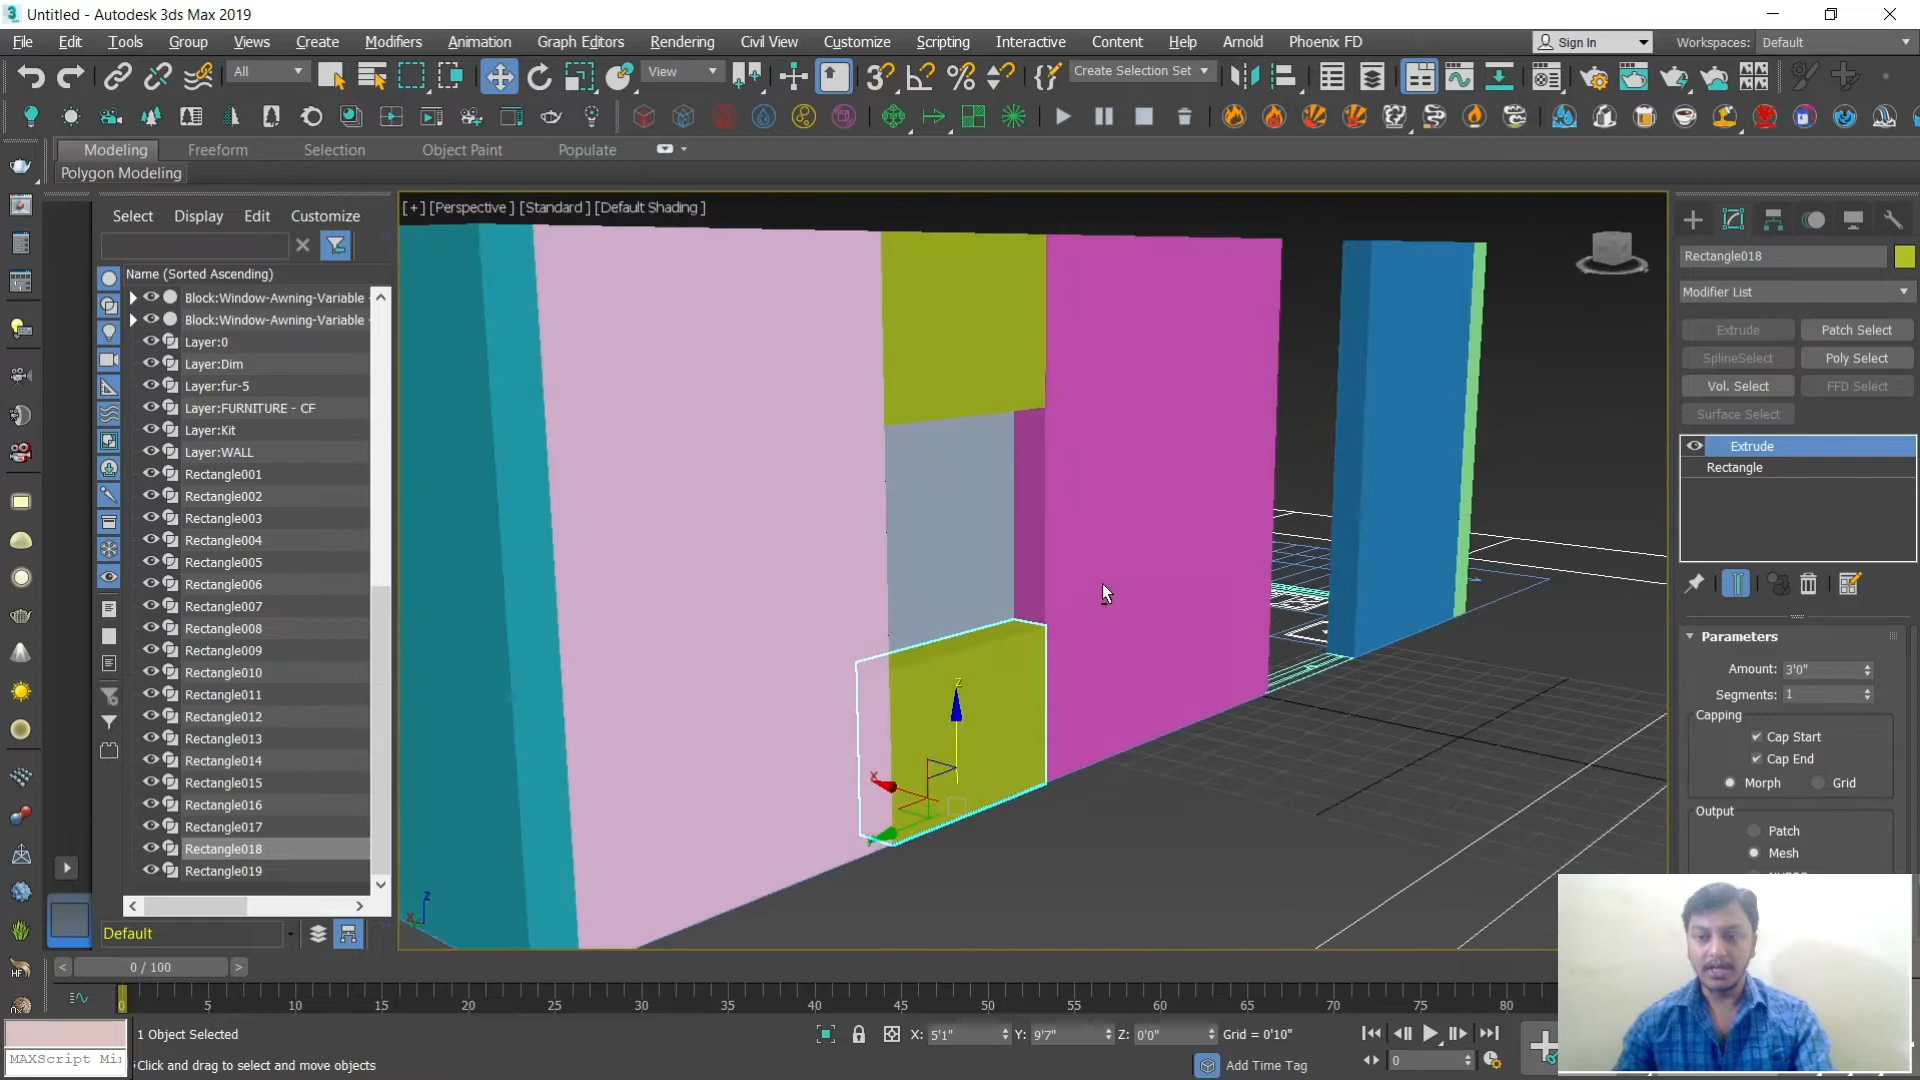 Untitled - Autodesk 3ds Max 2019
File Edit Tools Group Views Create Modifiers Animation Graph Editors Rendering Civil View Customize Scripting Interactive Content Help Arnold Phoenix FD Sign In Workspaces: Default
All View Create Selection Set
Modeling Freeform Selection Object Paint Populate
Polygon Modeling
Select Display Edit Customize
[+] [Perspective ] [Standard ] [Default Shading ]
Name (Sorted Ascending)
Block:Window-Awning-Variable
Block:Window-Awning-Variable
Layer:0
Layer:Dim
Layer:fur-5
Layer:FURNITURE - CF
Layer:Kit
Layer:WALL
Rectangle001
Rectangle002
Rectangle003
Rectangle004
Rectangle005
Rectangle006
Rectangle007
Rectangle008
Rectangle009
Rectangle010
Rectangle011
Rectangle012
Rectangle013
Rectangle014
Rectangle015
Rectangle016
Rectangle017
Rectangle018
Rectangle019
Default
z
x
z
x
Rectangle018
Modifier List
Extrude Patch Select
SplineSelect Poly Select
Vol. Select FFD Select
Surface Select
Extrude
Rectangle
Parameters
Amount: 3'0"
Segments: 1
Capping
Cap Start
Cap End
Morph Grid
Output
Patch
Mesh
< 0 / 100 >
0 5 10 15 20 25 30 35 40 45 50 55 60 65 70 75 80
1 Object Selected
X: 5'1" Y: 9'7" Z: 0'0" Grid = 0'10"
MAXScript Mi
Click and drag to select and move objects
Add Time Tag
0